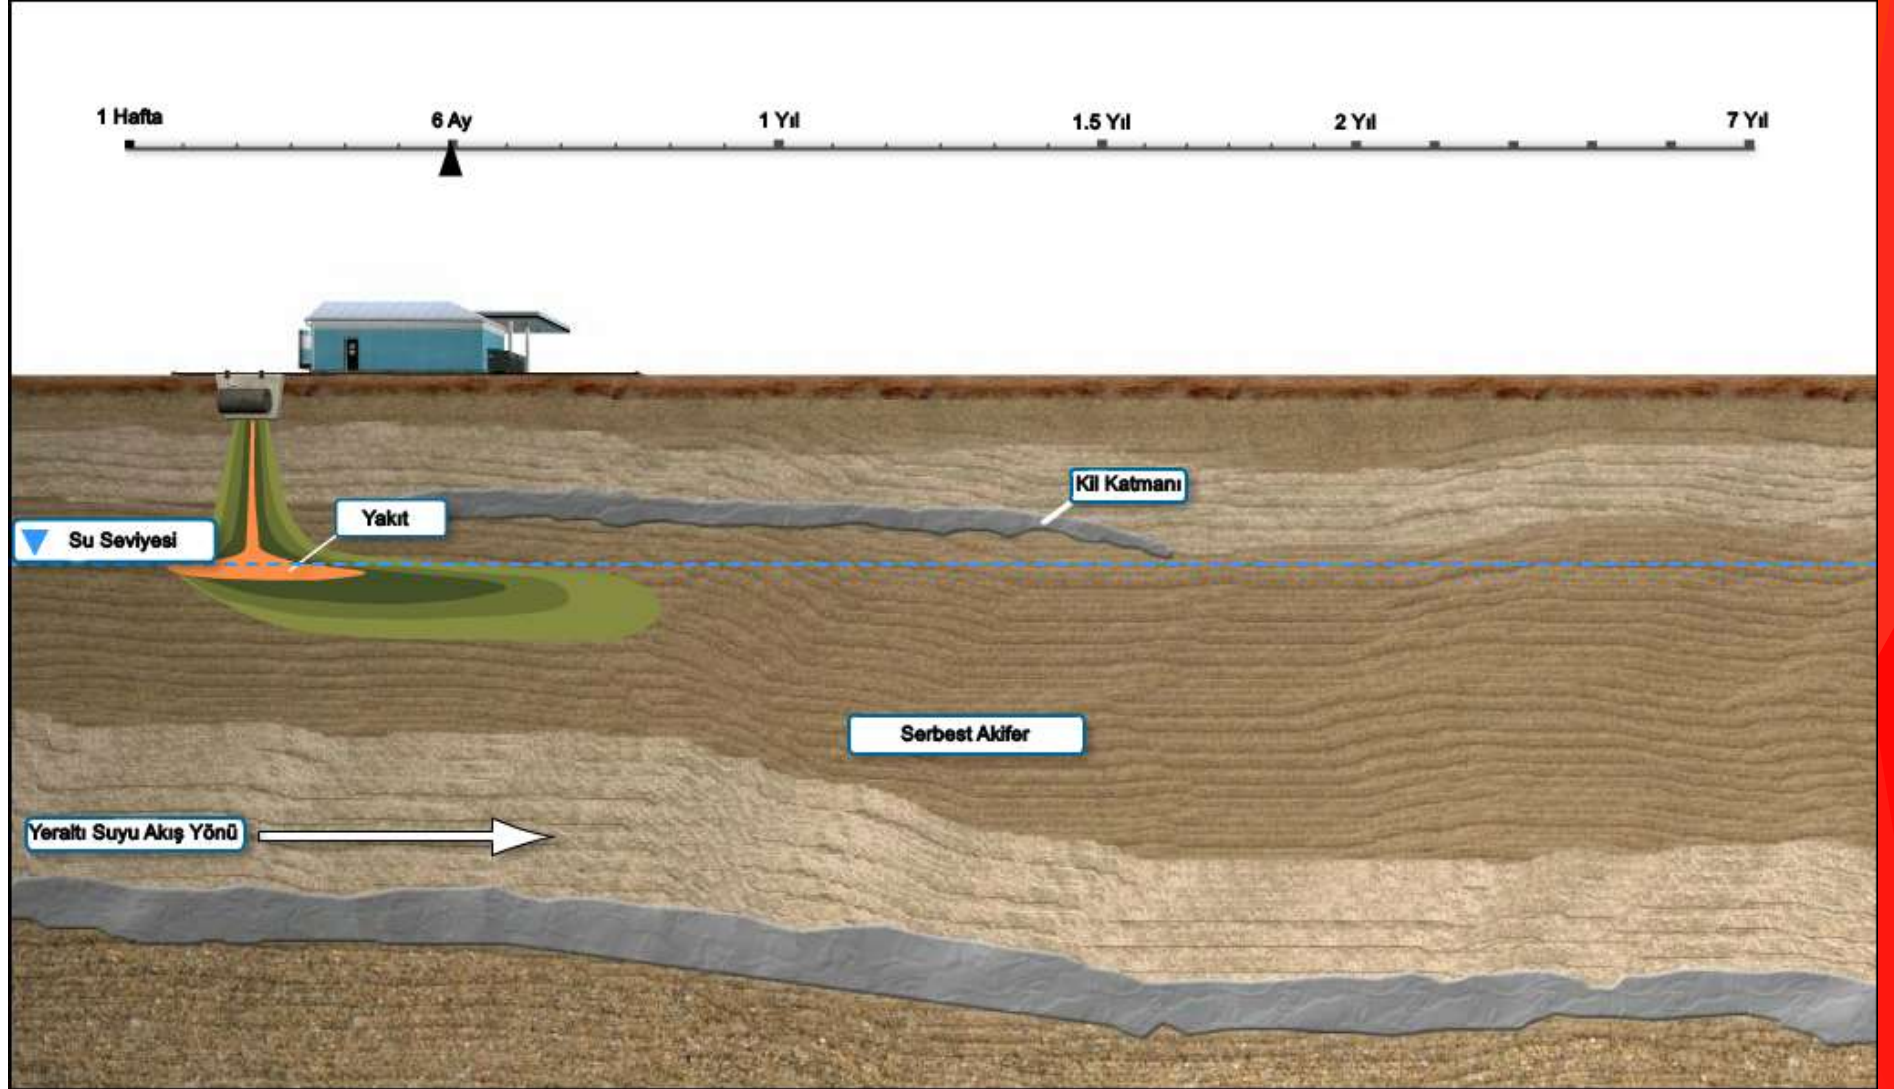 1 Hafta
6 Ay
1 Yıl
1.5 Yıl
2 Yıl
7 Yıl
Kil Katmanı
Yakıt
Su Seviyesi
Serbest Akifer
Yeraltı Suyu Akış Yönü